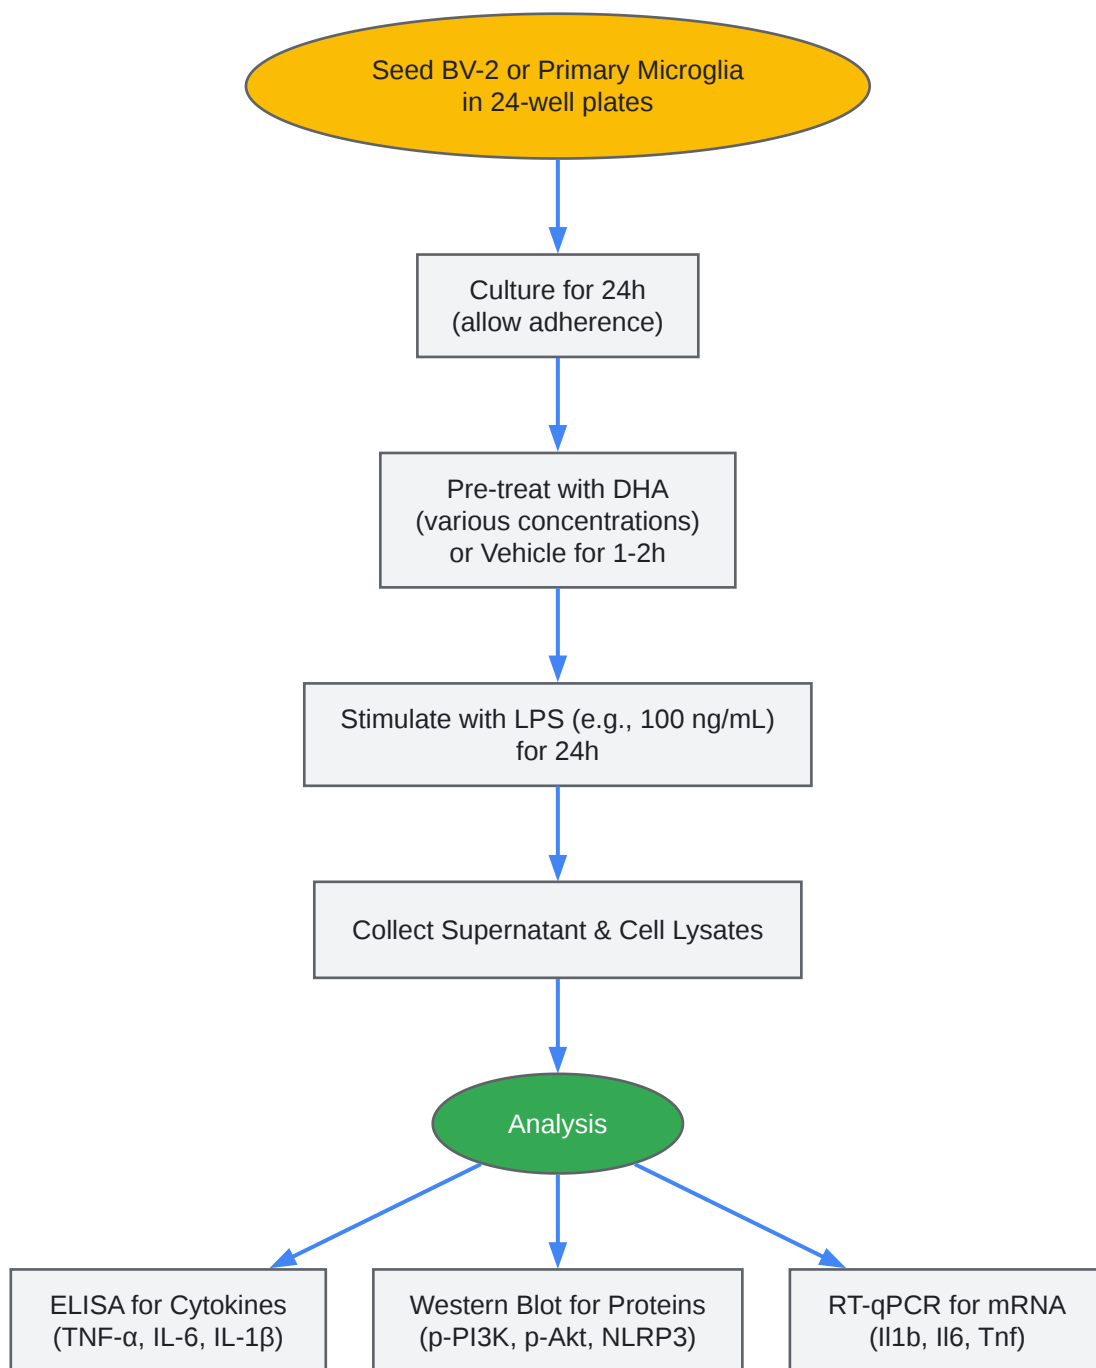 Seed BV-2 or Primary Microglia
in 24-well plates
Culture for 24h
(allow adherence)
Pre-treat with DHA
(various concentrations)
or Vehicle for 1-2h
Stimulate with LPS (e.g., 100 ng/mL)
for 24h
Collect Supernatant & Cell Lysates
Analysis
ELISA for Cytokines
(TNF-α, IL-6, IL-1β)
Western Blot for Proteins
(p-PI3K, p-Akt, NLRP3)
RT-qPCR for mRNA
(Il1b, Il6, Tnf)